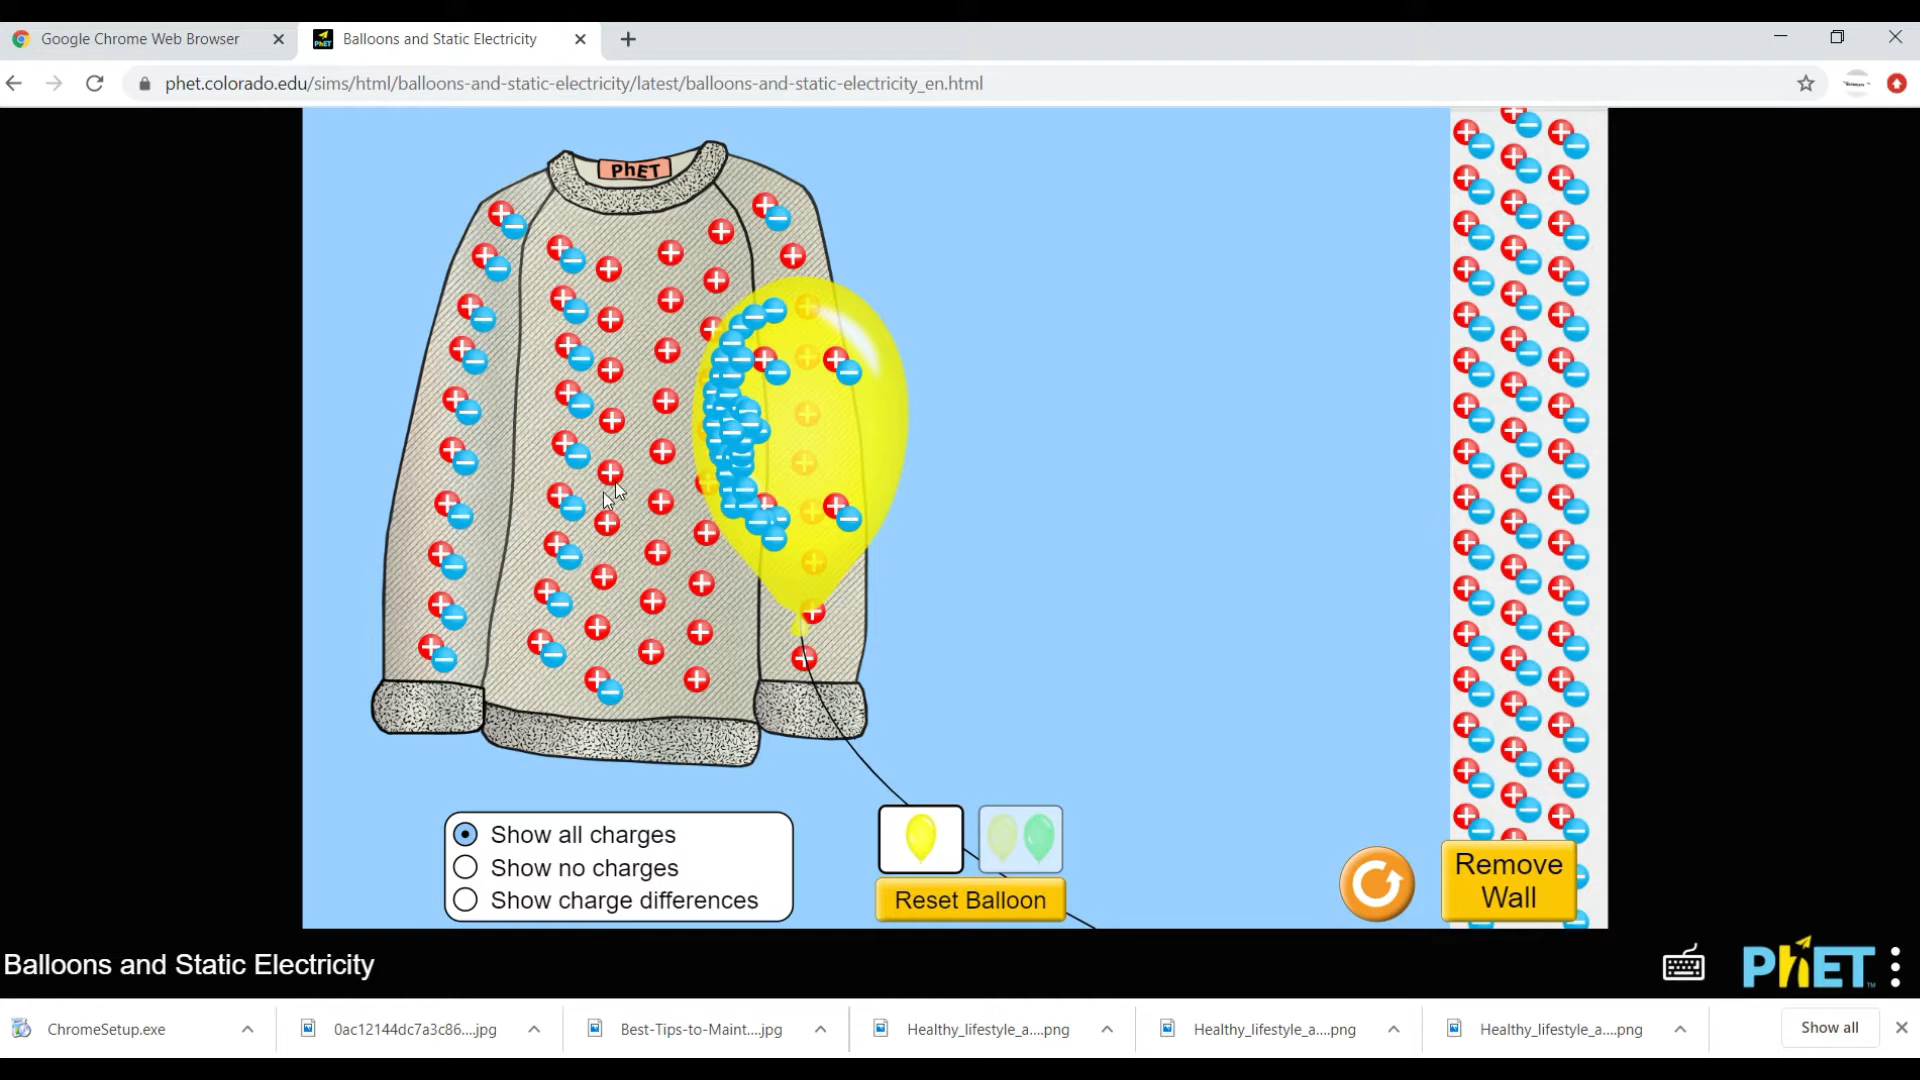 Google Chrome Web Browser
Balloons and Static Electricity
phet.colorado.edu/sims/html/balloons-and-static-electricity/latest/balloons-and-static-electricity_en.html
PhET
Show all charges
Show no charges
Show charge differences
Reset Balloon
Remove
Wall
Balloons and Static Electricity
PhET
ChromeSetup.exe
0ac12144dc7a3c86....jpg
Best-Tips-to-Maint....jpg
Healthy_lifestyle_a....png
Healthy_lifestyle_a....png
Healthy_lifestyle_a....png
Show all